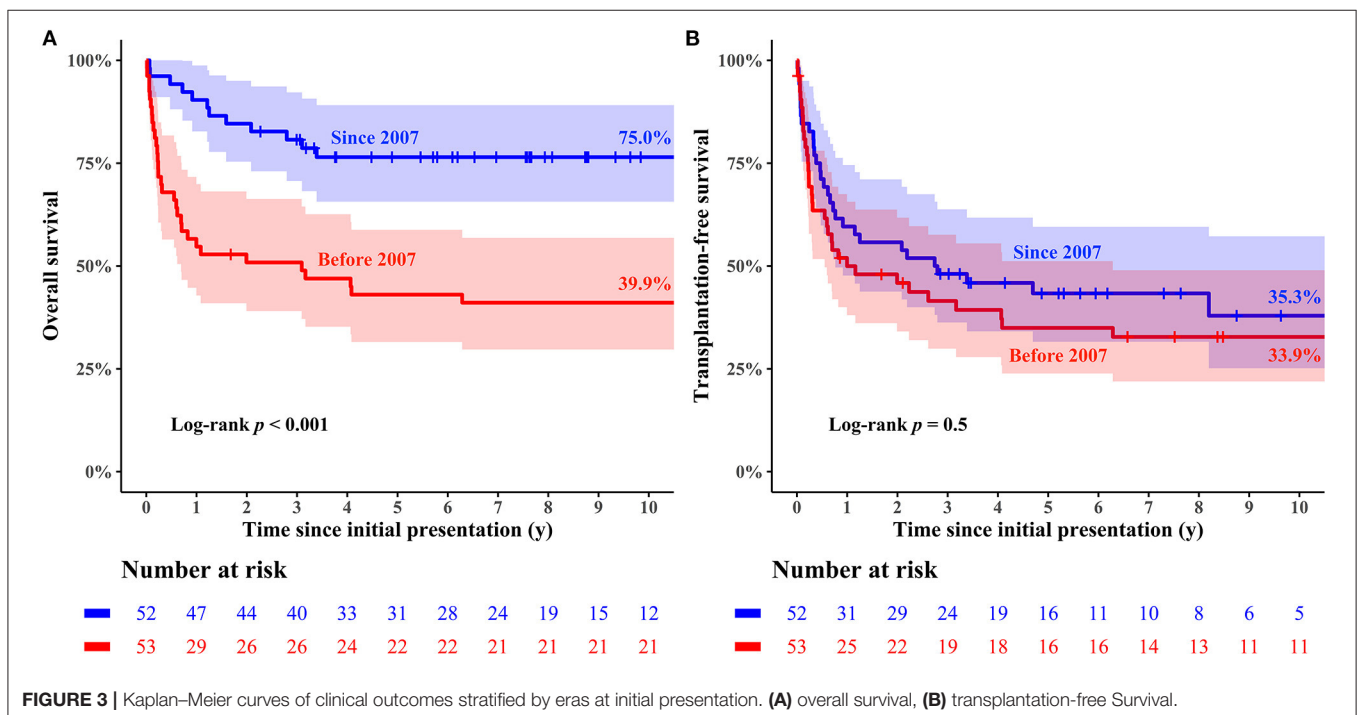 A
Overall survival
100%
75%
50%
25%
0%
Since 2007
75.0%
Before 2007
39.9%
Log-rank p < 0.001
0 1 2 3 4 5 6 7 8 9 10
Time since initial presentation (y)
Number at risk
52 47 44 40 33 31 28 24 19 15 12
53 29 26 26 24 22 22 21 21 21 21
B
Transplantation-free survival
100%
75%
50%
25%
0%
Since 2007
35.3%
Before 2007
33.9%
Log-rank p = 0.5
0 1 2 3 4 5 6 7 8 9 10
Time since initial presentation (y)
Number at risk
52 31 29 24 19 16 11 10 8 6 5
53 25 22 19 18 16 16 14 13 11 11
FIGURE 3 | Kaplan–Meier curves of clinical outcomes stratified by eras at initial presentation. (A) overall survival, (B) transplantation-free Survival.